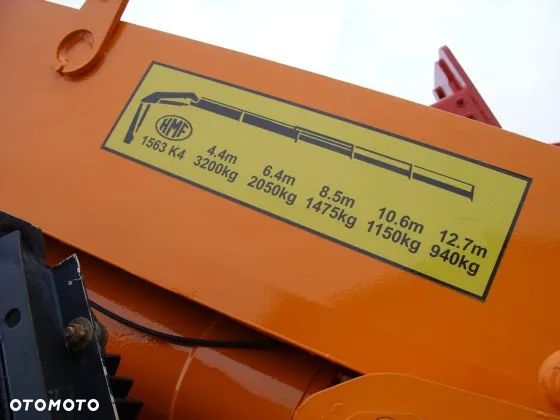 HMF
1563 K4
4.4m 6.4m 8.5m 10.6m 12.7m
3200kg 2050kg 1475kg 1150kg 940kg
OTOMOTO